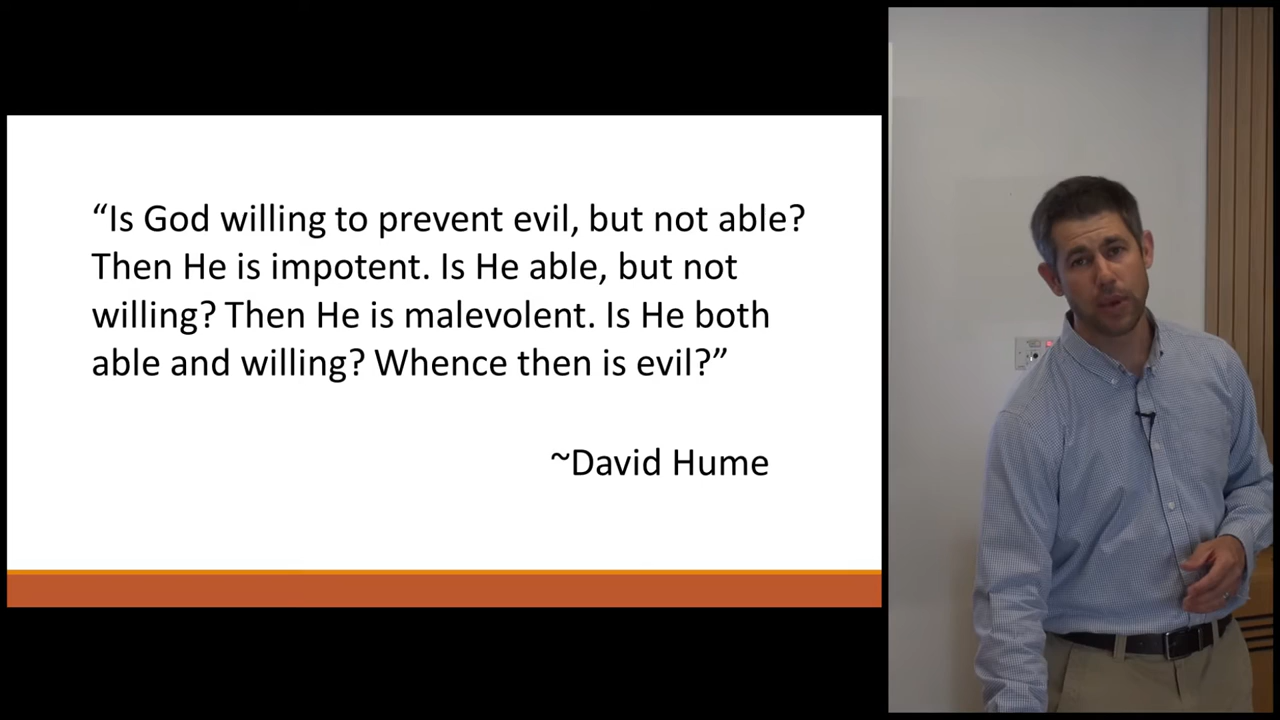 “Is God willing to prevent evil, but not able?
Then He is impotent. Is He able, but not
willing? Then He is malevolent. Is He both
able and willing? Whence then is evil?”
~David Hume